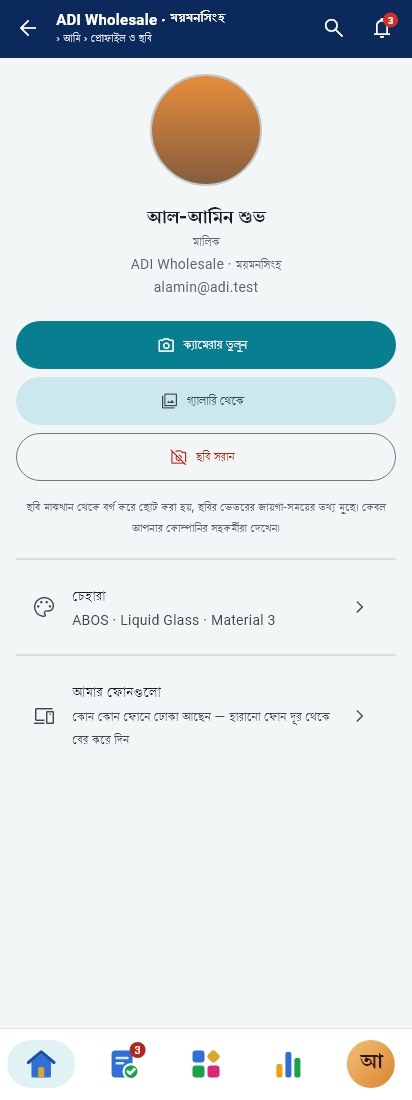 ADI Wholesale · ময়মনসিংহ
› আমি › প্রোফাইল ও ছবি
3
আল-আমিন শুভ
মালিক
ADI Wholesale · ময়মনসিংহ
alamin@adi.test
ক্যামেরায় তুলুন
গ্যালারি থেকে
ছবি সরান
ছবি মাঝখান থেকে বর্গ করে ছোট করা হয়, ছবির ভেতরের জায়গা-সময়ের তথ্য মুছে। কেবল
আপনার কোম্পানির সহকর্মীরা দেখেন।
চেহারা
ABOS · Liquid Glass · Material 3
আমার ফোনগুলো
কোন কোন ফোনে ঢোকা আছেন — হারানো ফোন দূর থেকে
বের করে দিন
3
আ